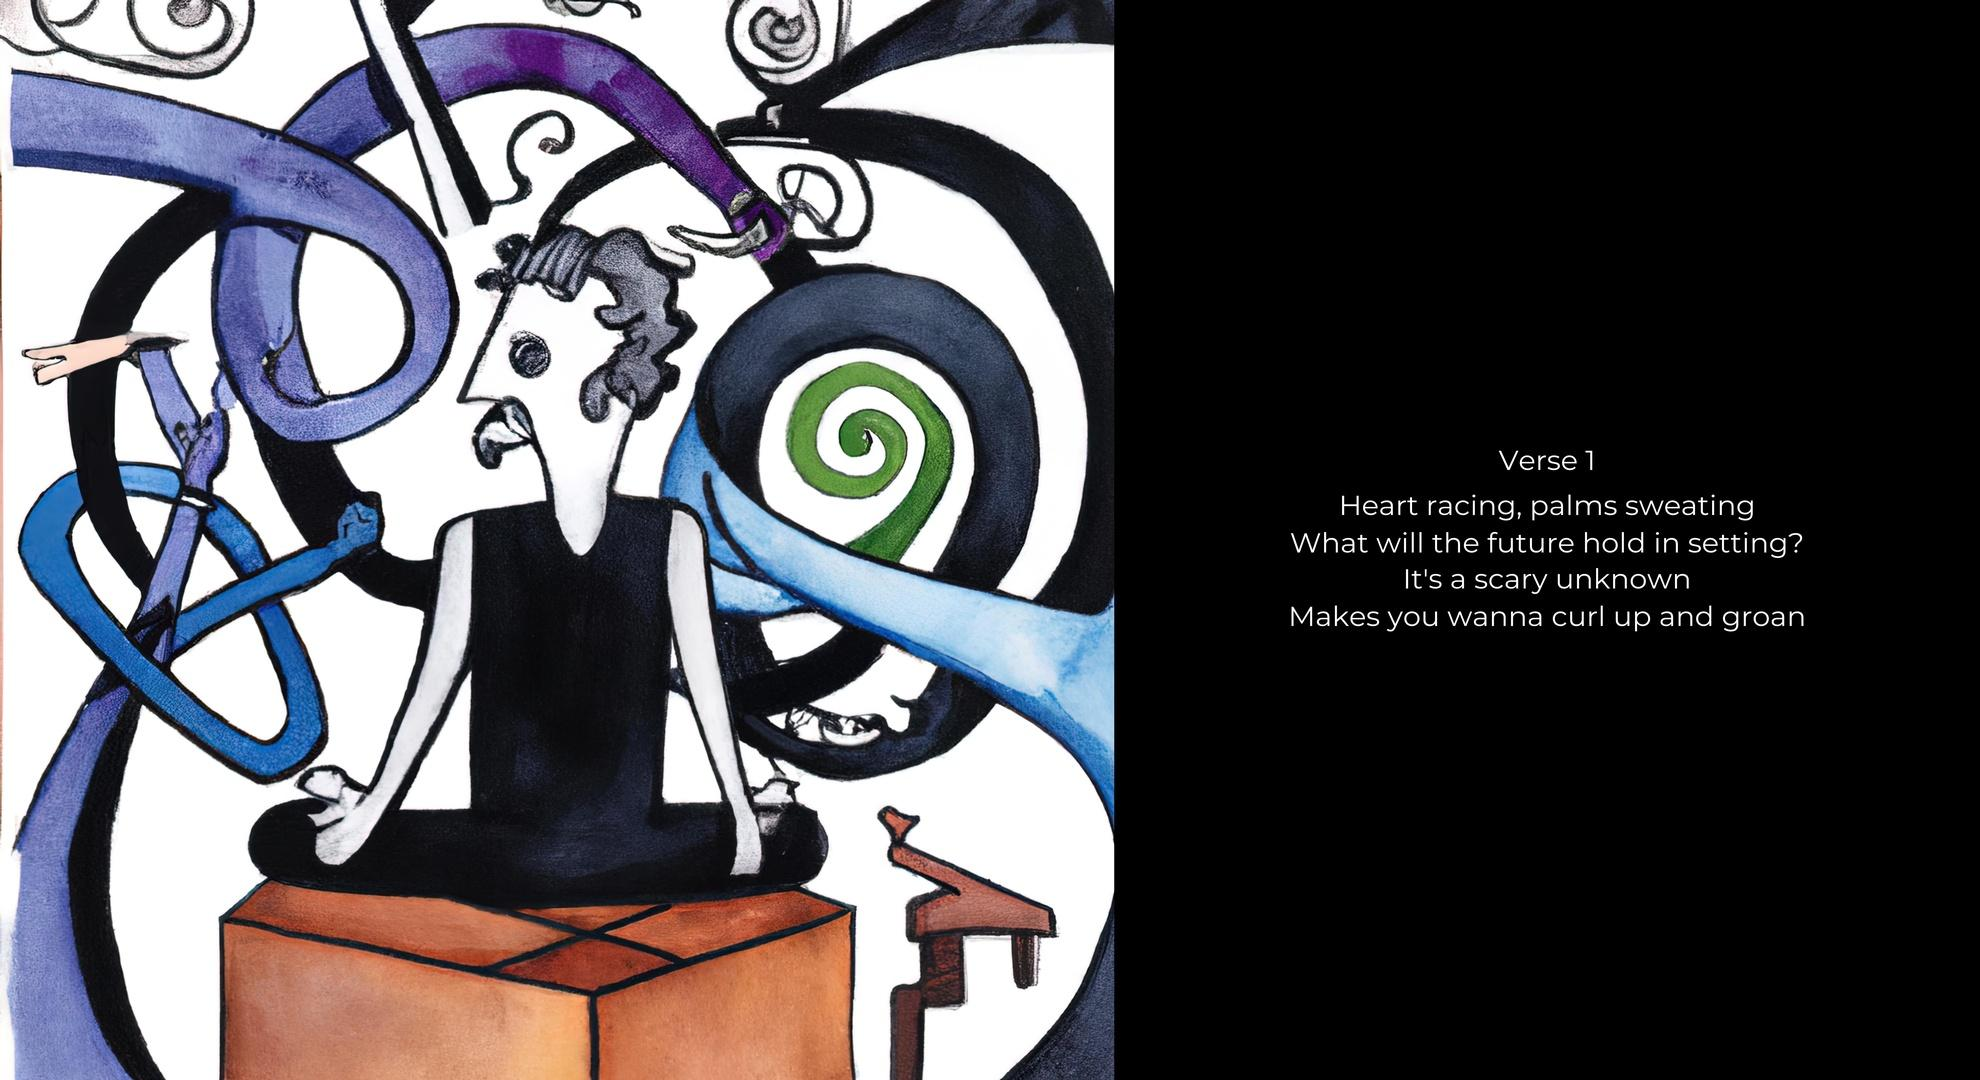 Verse 1
Heart racing, palms sweating
What will the future hold in setting?
It's a scary unknown
Makes you wanna curl up and groan